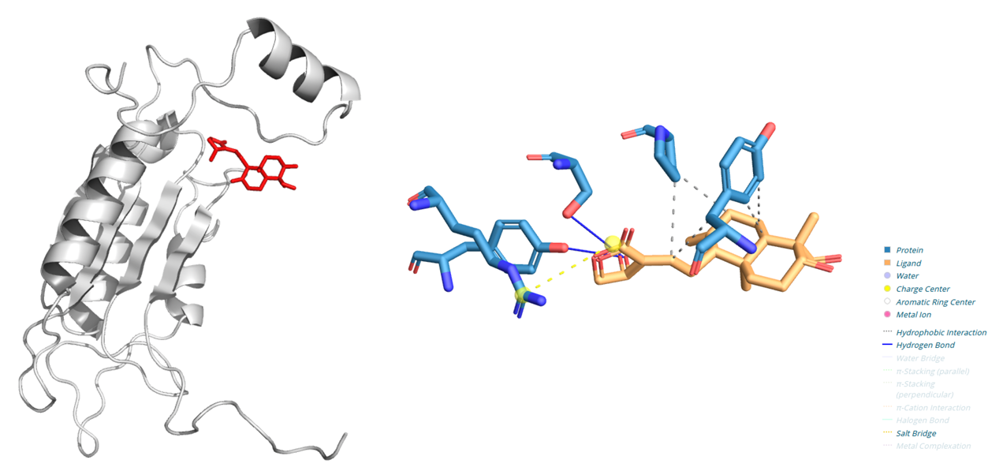 Protein
Ligand
Water
Charge Center
Aromatic Ring Center
Metal Ion
Hydrophobic Interaction
Hydrogen Bond
Water Bridge
π-Stacking (parallel)
π-Stacking
(perpendicular)
π-Cation Interaction
Halogen Bond
Salt Bridge
Metal Complexation